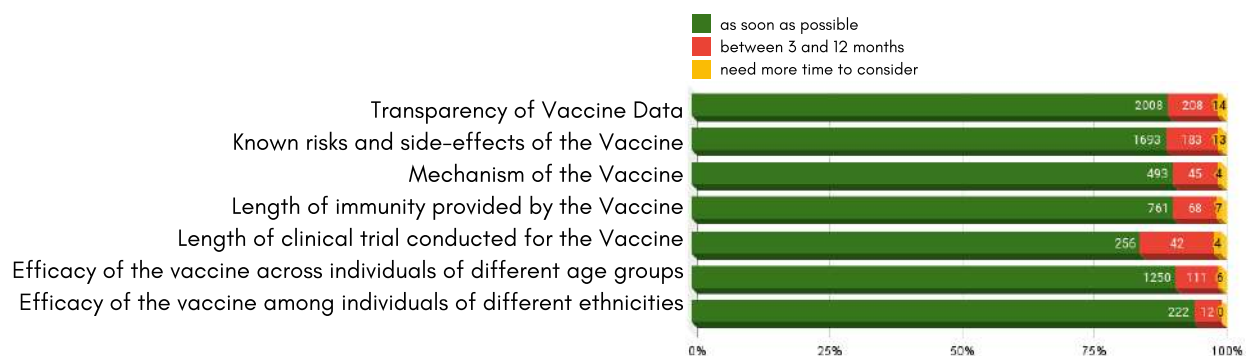 as soon as possible
between 3 and 12 months
need more time to consider
Transparency of Vaccine Data 2008 208 14
Known risks and side-effects of the Vaccine 1693 183 13
Mechanism of the Vaccine 493 45 4
Length of immunity provided by the Vaccine 761 68 7
Length of clinical trial conducted for the Vaccine 256 42 4
Efficacy of the vaccine across individuals of different age groups 1250 111 6
Efficacy of the vaccine among individuals of different ethnicities 222 12 0
0% 25% 50% 75% 100%